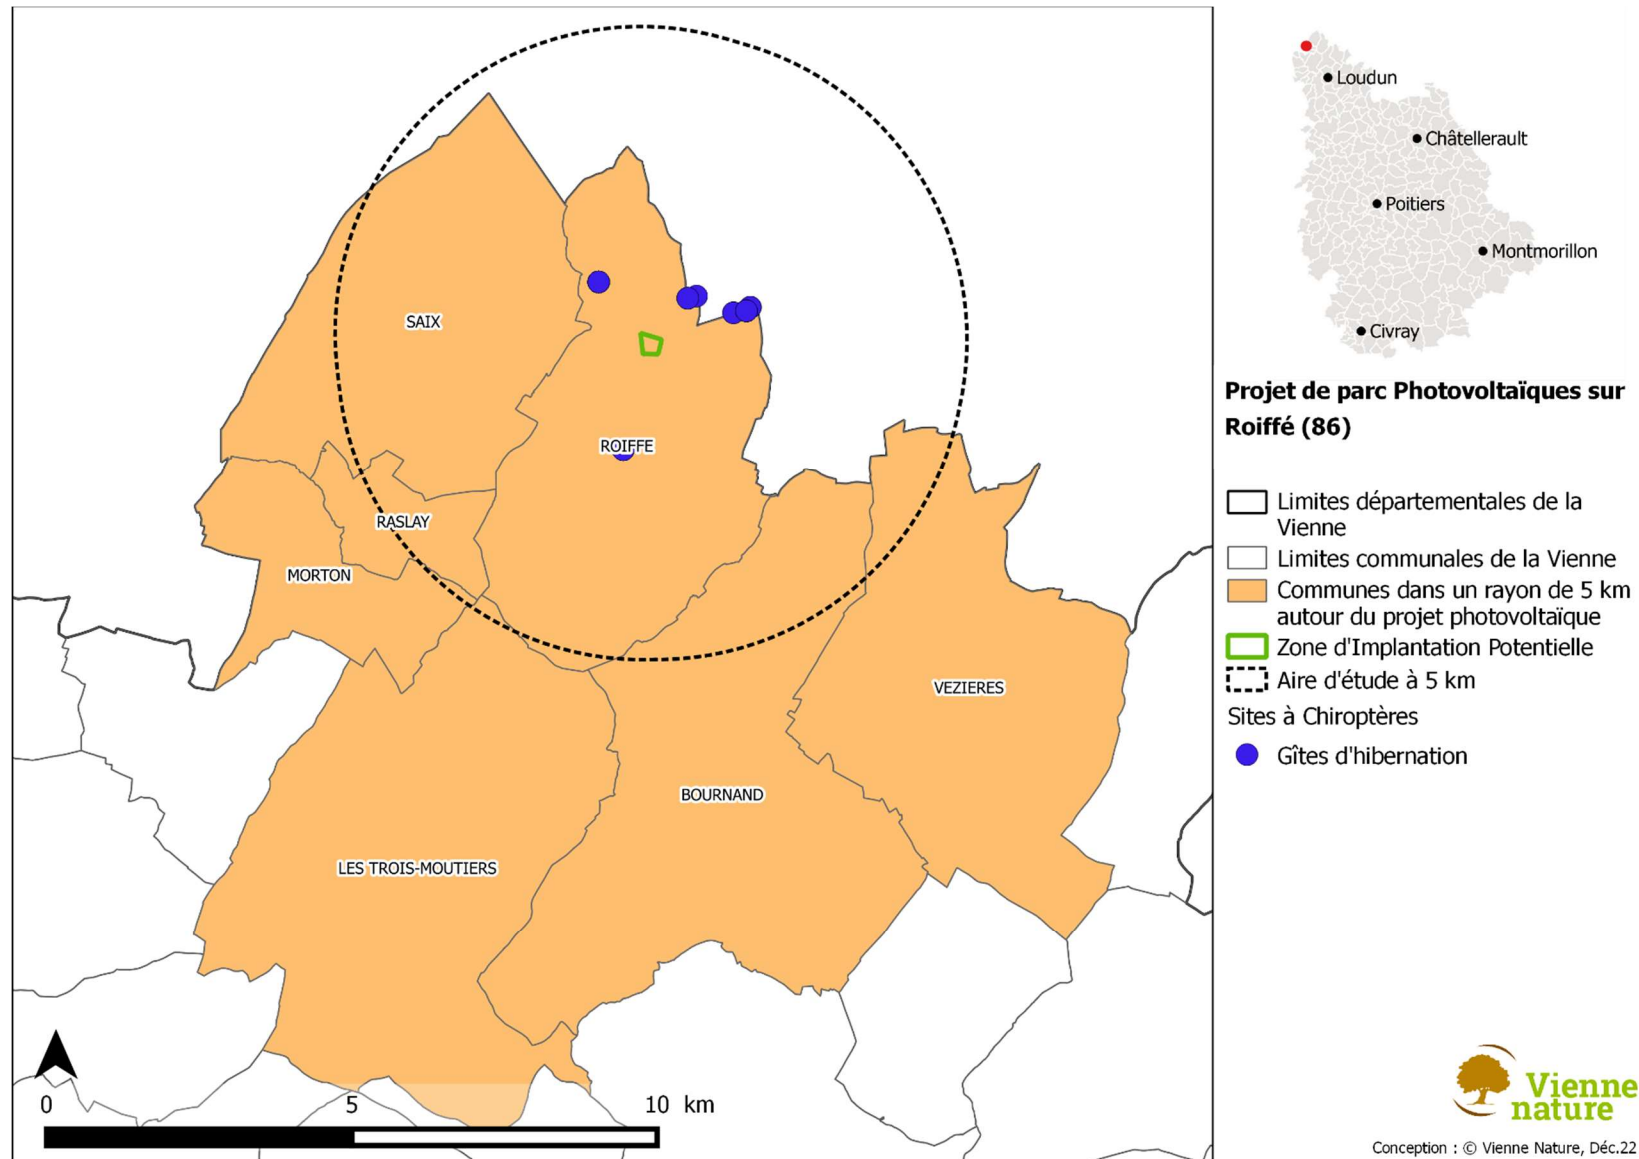 SAIX
ROIFFE
RASLAY
MORTON
VEZIERES
BOURNAND
LES TROIS-MOUTIERS
0 5 10 km
Loudun
Châtellerault
Poitiers
Montmorillon
Civray
Projet de parc Photovoltaïques sur
Roiffé (86)
Limites départementales de la
Vienne
Limites communales de la Vienne
Communes dans un rayon de 5 km
autour du projet photovoltaïque
Zone d'Implantation Potentielle
Aire d'étude à 5 km
Sites à Chiroptères
Gîtes d'hibernation
Vienne
nature
Conception : © Vienne Nature, Déc.22